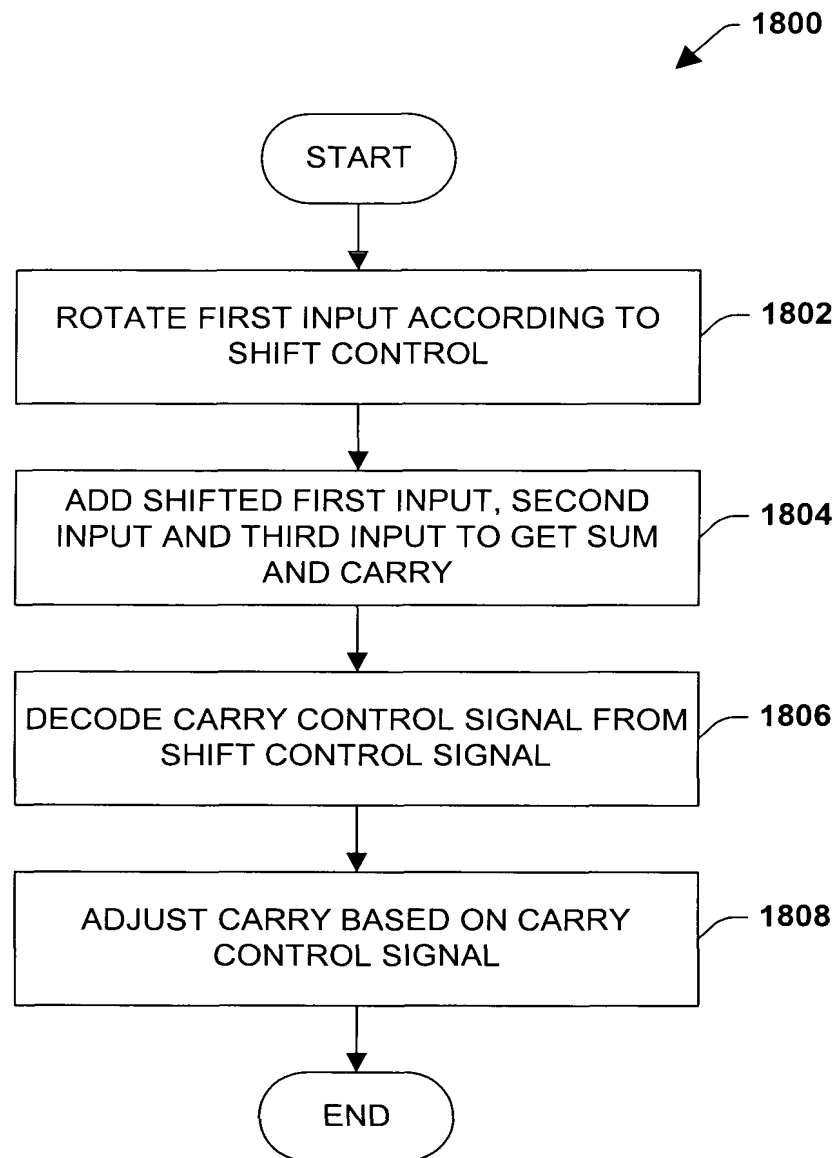 1800
START
ROTATE FIRST INPUT ACCORDING TO
SHIFT CONTROL
1802
ADD SHIFTED FIRST INPUT, SECOND
INPUT AND THIRD INPUT TO GET SUM
AND CARRY
1804
DECODE CARRY CONTROL SIGNAL FROM
SHIFT CONTROL SIGNAL
1806
ADJUST CARRY BASED ON CARRY
CONTROL SIGNAL
1808
END